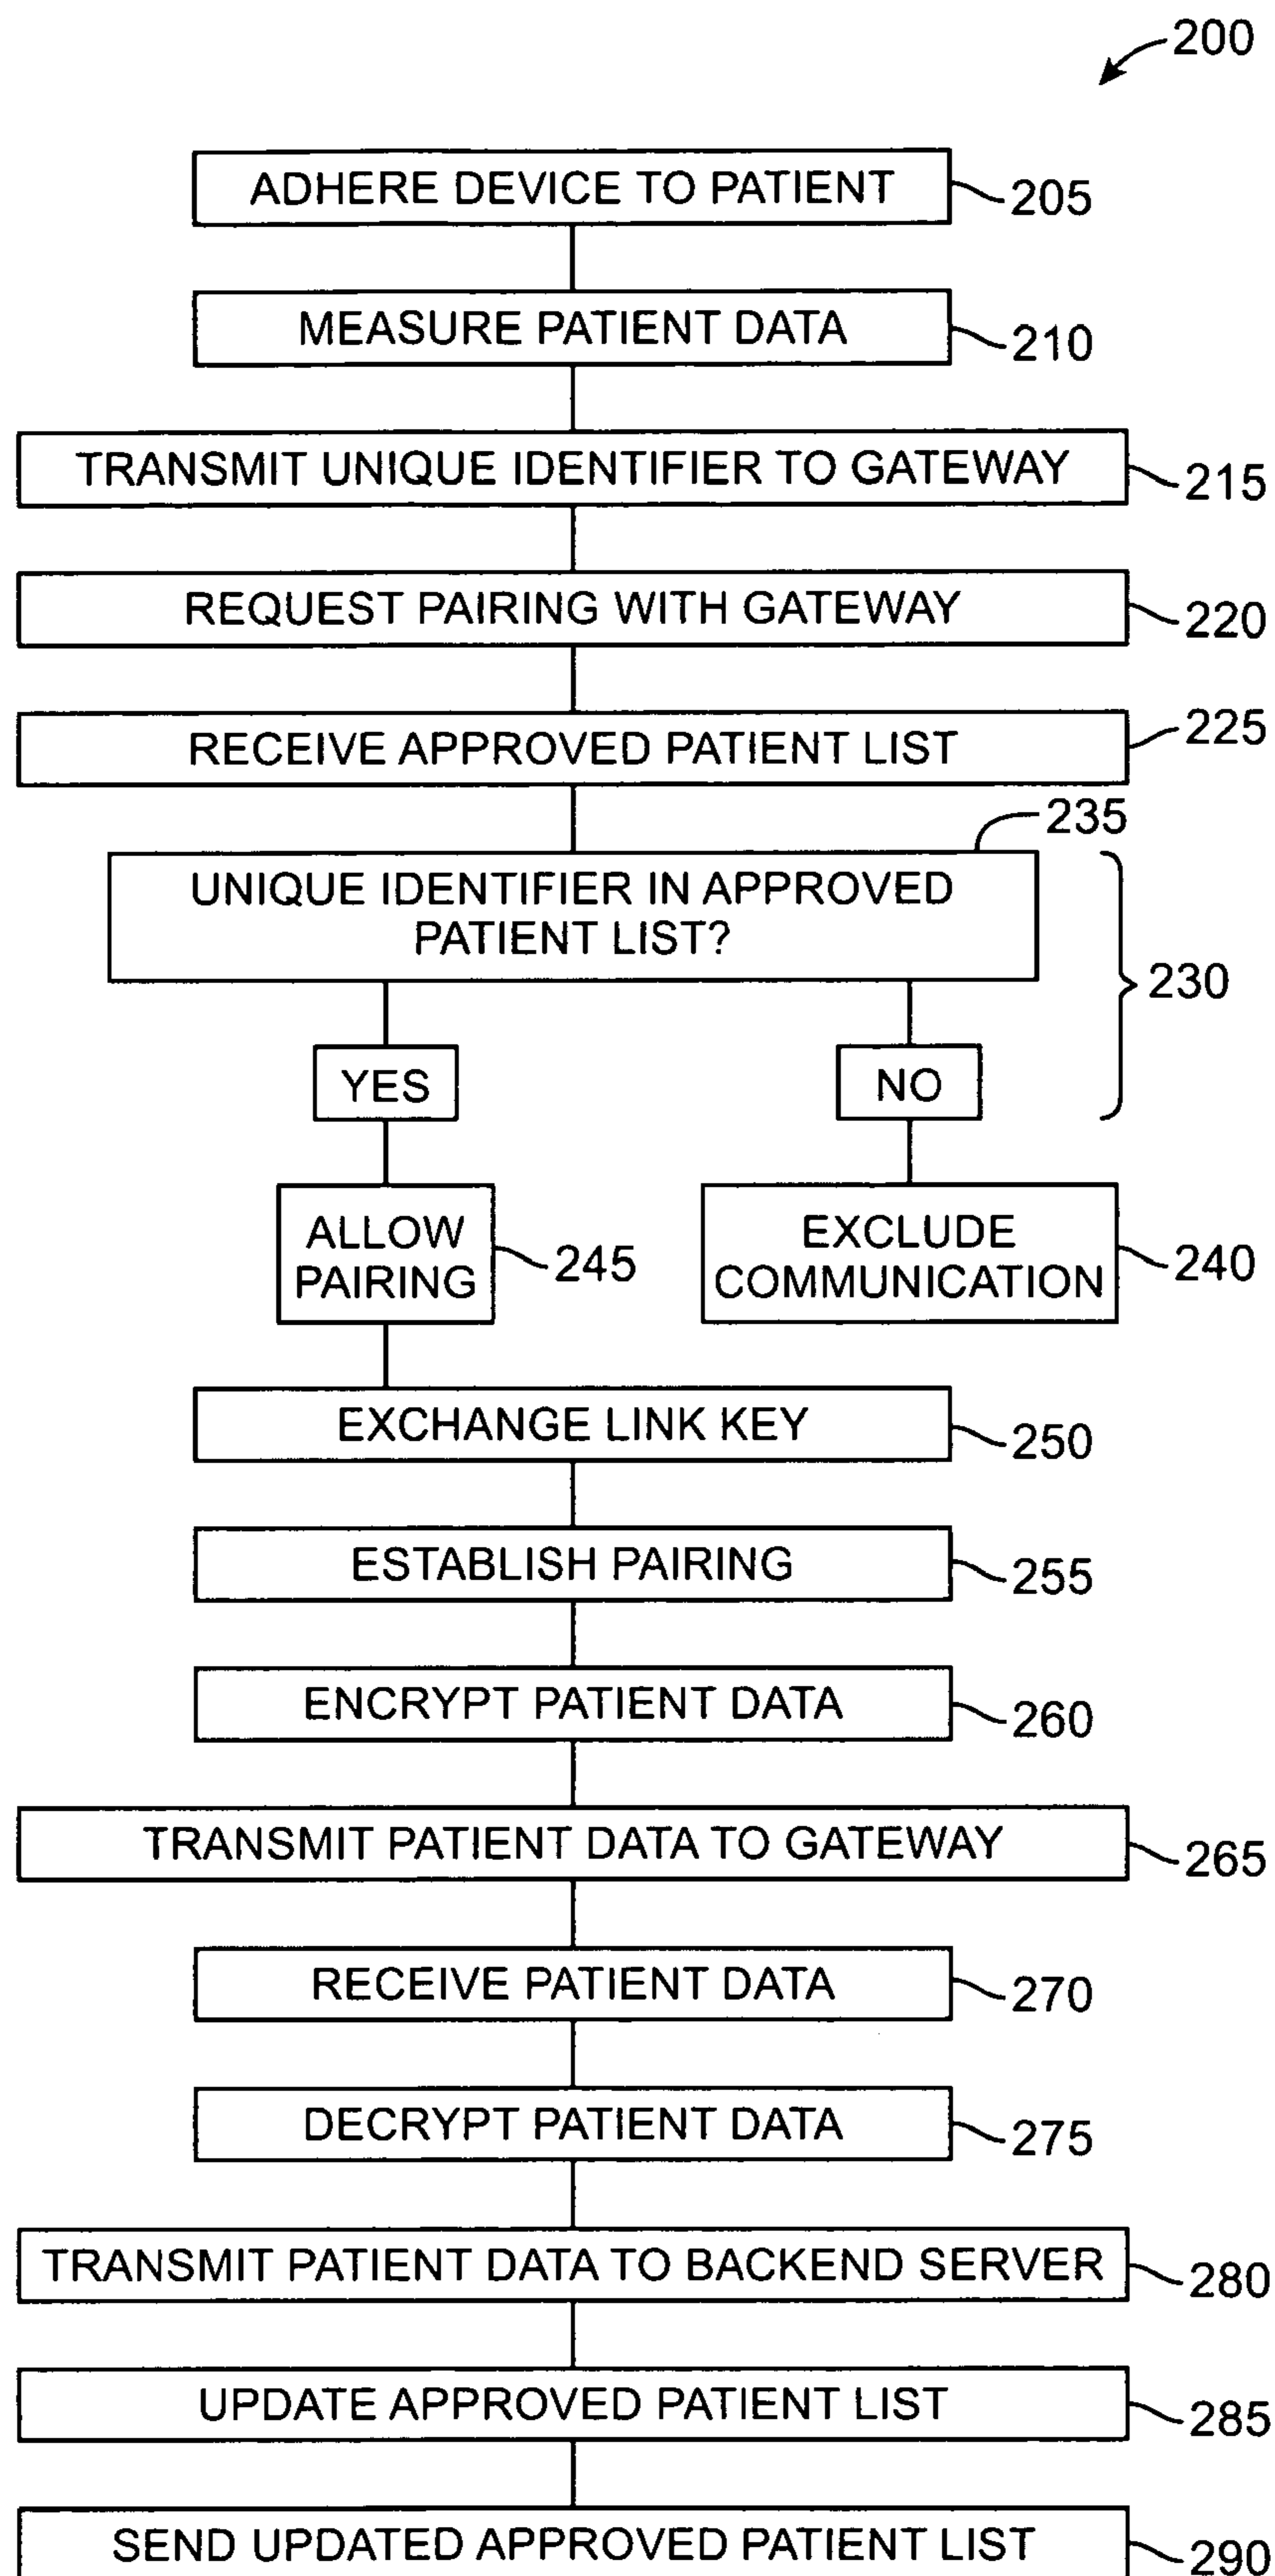 200
ADHERE DEVICE TO PATIENT
205
MEASURE PATIENT DATA
210
TRANSMIT UNIQUE IDENTIFIER TO GATEWAY
215
REQUEST PAIRING WITH GATEWAY
220
RECEIVE APPROVED PATIENT LIST
225
235
UNIQUE IDENTIFIER IN APPROVED
PATIENT LIST?
230
YES
NO
ALLOW
PAIRING
245
EXCLUDE
COMMUNICATION
240
EXCHANGE LINK KEY
250
ESTABLISH PAIRING
255
ENCRYPT PATIENT DATA
260
TRANSMIT PATIENT DATA TO GATEWAY
265
RECEIVE PATIENT DATA
270
DECRYPT PATIENT DATA
275
TRANSMIT PATIENT DATA TO BACKEND SERVER
280
UPDATE APPROVED PATIENT LIST
285
SEND UPDATED APPROVED PATIENT LIST
290